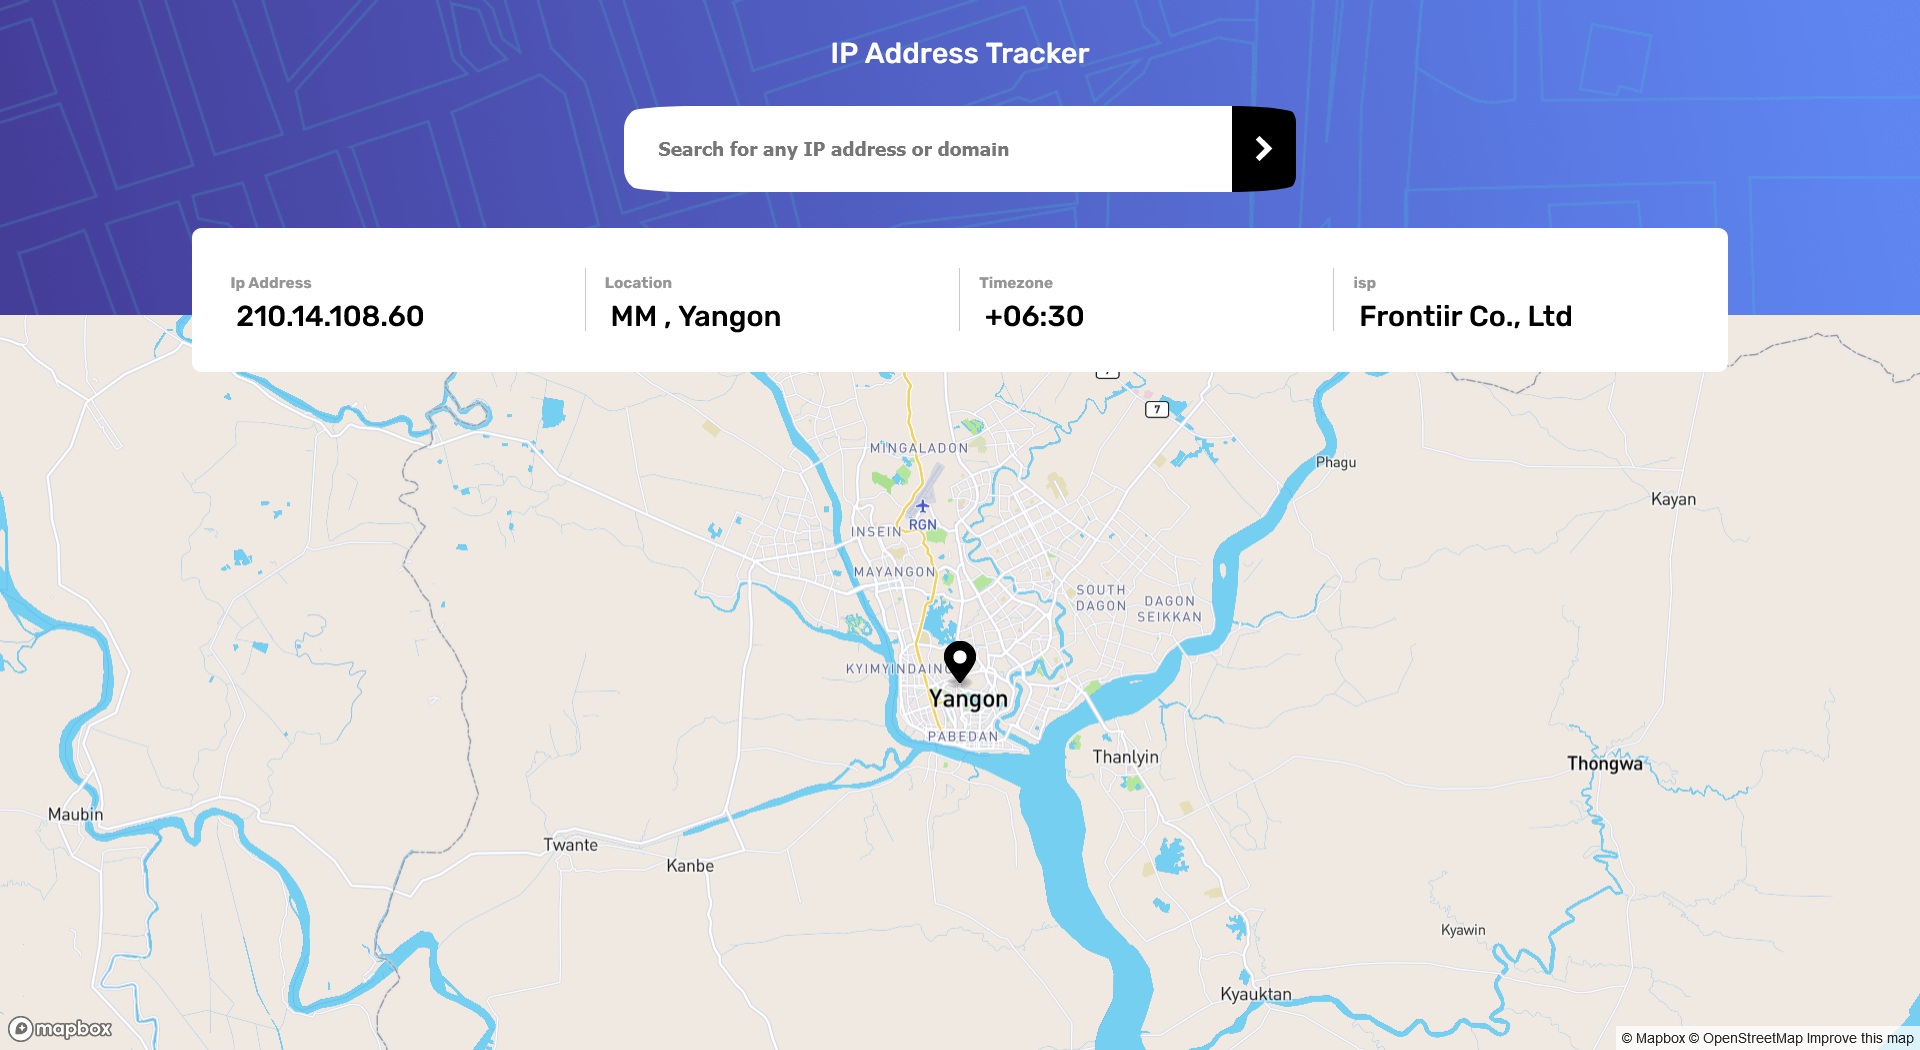 IP Address Tracker
Search for any IP address or domain
Ip Address
210.14.108.60
Location
MM , Yangon
Timezone
+06:30
isp
Frontiir Co., Ltd
7
MINGALADON
Phagu
Kayan
RGN
INSEIN
MAYANGON
SOUTH
DAGON
DAGON
SEIKKAN
Yangon
PABEDAN
Thanlyin
Thongwa
Maubin
Twante
Kanbe
Kyawin
Kyauktan
mapbox
© Mapbox © OpenStreetMap Improve this map